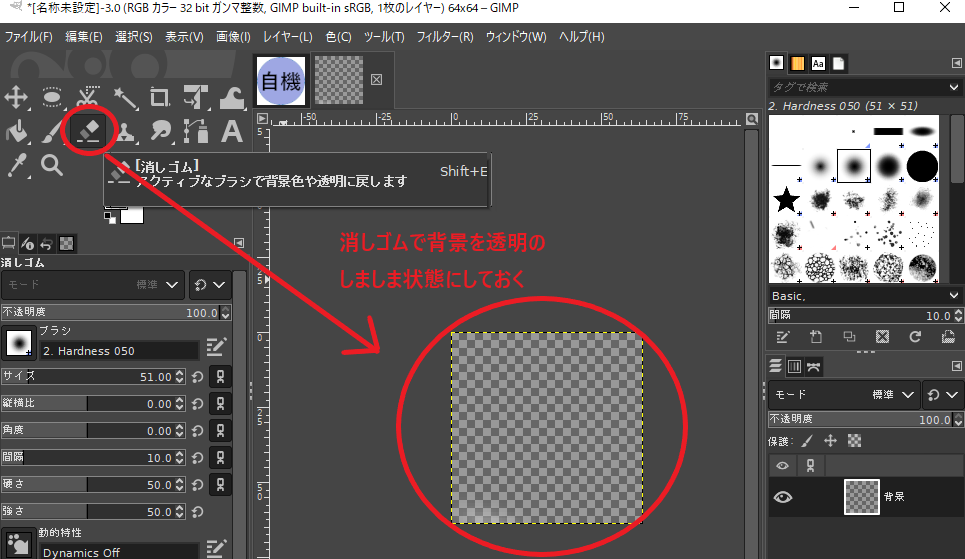 *[名称未設定]-3.0 (RGB カラー 32 bit ガンマ整数, GIMP built-in sRGB, 1枚のレイヤー) 64x64 – GIMP
ファイル(F) 編集(E) 選択(S) 表示(V) 画像(I) レイヤー(L) 色(C) ツール(T) フィルター(R) ウィンドウ(W) ヘルプ(H)
自機
Aa
タグで検索
2. Hardness 050 (51 × 51)
-50 -25 0 25 50 75
[消しゴム] Shift+E
アクティブなブラシで背景色や透明に戻します
消しゴムで背景を透明の
しましま状態にしておく
消しゴム
モード 標準
不透明度 100.0
ブラシ
2. Hardness 050
サイズ 51.00
縦横比 0.00
角度 0.00
間隔 10.0
硬さ 50.0
強さ 50.0
動的特性
Dynamics Off
0
25
50
Basic,
間隔 10.0
モード 標準
不透明度 100.0
保護:
背景